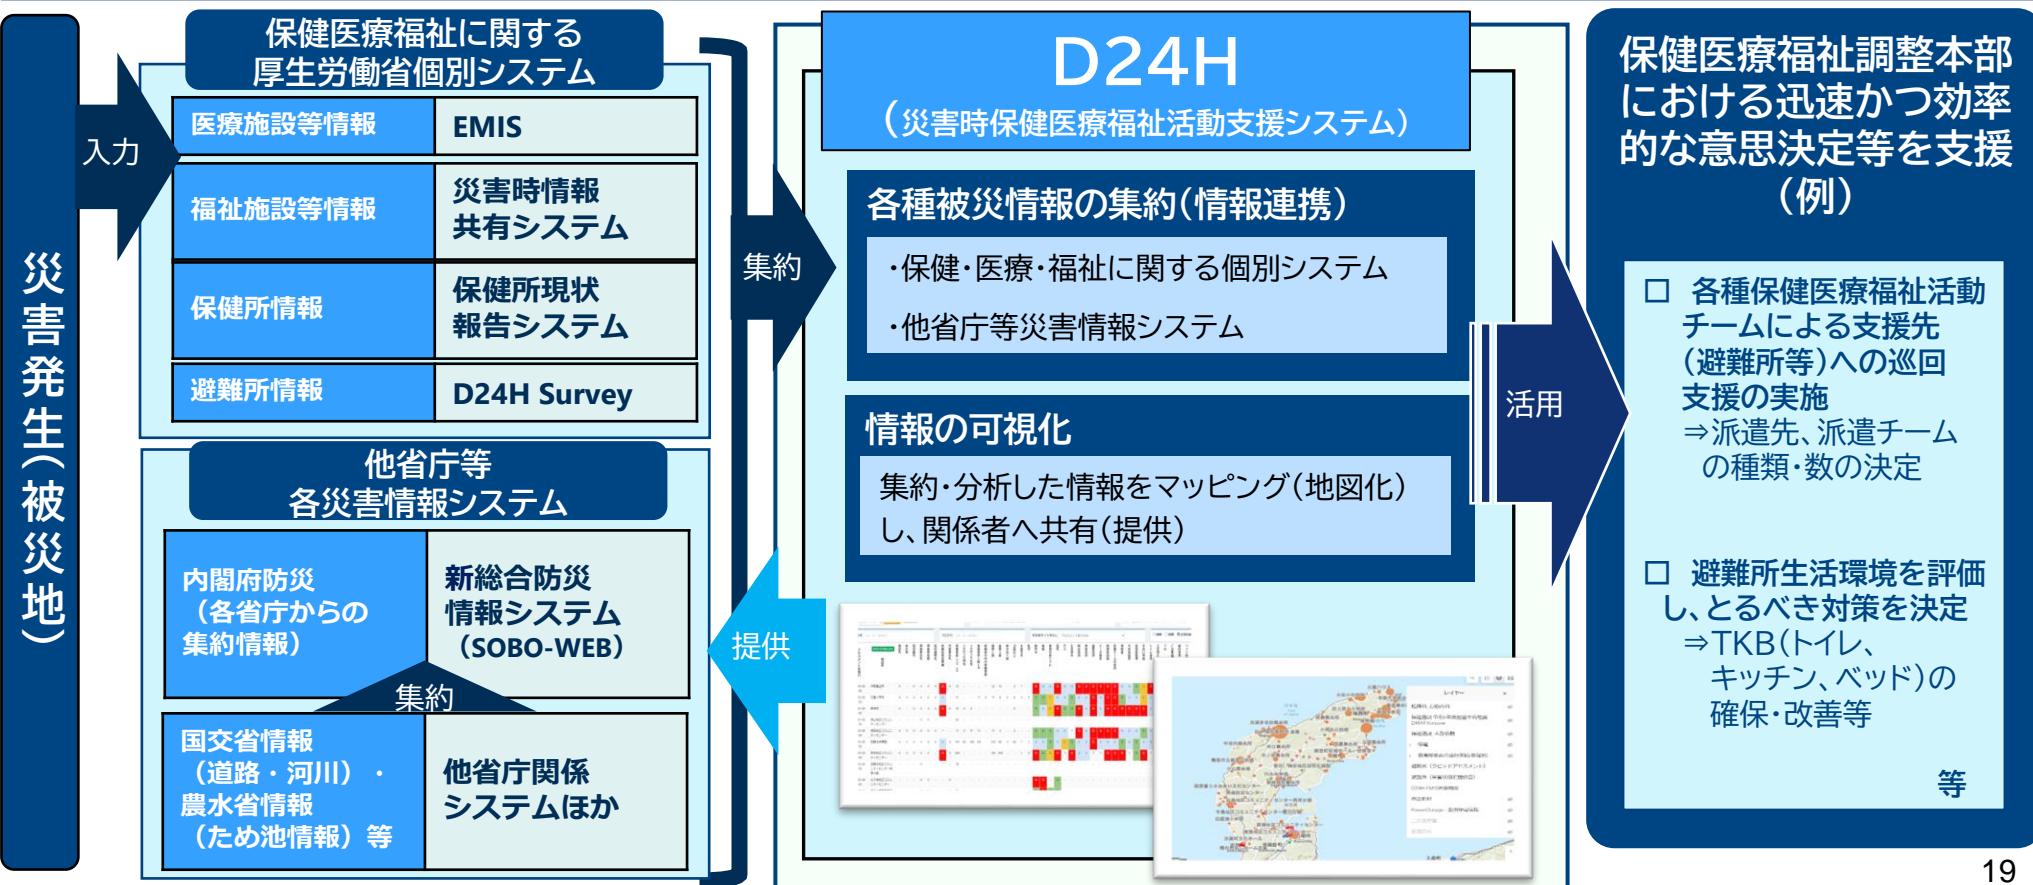 災害発生（被災地）
入力
保健医療福祉に関する
厚生労働省個別システム
医療施設等情報
EMIS
福祉施設等情報
災害時情報
共有システム
保健所情報
保健所現状
報告システム
避難所情報
D24H Survey
他省庁等
各災害情報システム
内閣府防災
（各省庁からの
集約情報）
新総合防災
情報システム
（SOBO-WEB）
集約
国交省情報
（道路・河川）・
農水省情報
（ため池情報）等
他省庁関係
システムほか
集約
提供
D24H
（災害時保健医療福祉活動支援システム）
各種被災情報の集約（情報連携）
・保健・医療・福祉に関する個別システム
・他省庁等災害情報システム
情報の可視化
集約・分析した情報をマッピング（地図化）
し、関係者へ共有（提供）
レイヤー
活用
保健医療福祉調整本部
における迅速かつ効率
的な意思決定等を支援
（例）
□ 各種保健医療福祉活動
チームによる支援先
（避難所等）への巡回
支援の実施
⇒派遣先、派遣チーム
の種類・数の決定
□ 避難所生活環境を評価
し、とるべき対策を決定
⇒TKB（トイレ、
キッチン、ベッド）の
確保・改善等
等
19